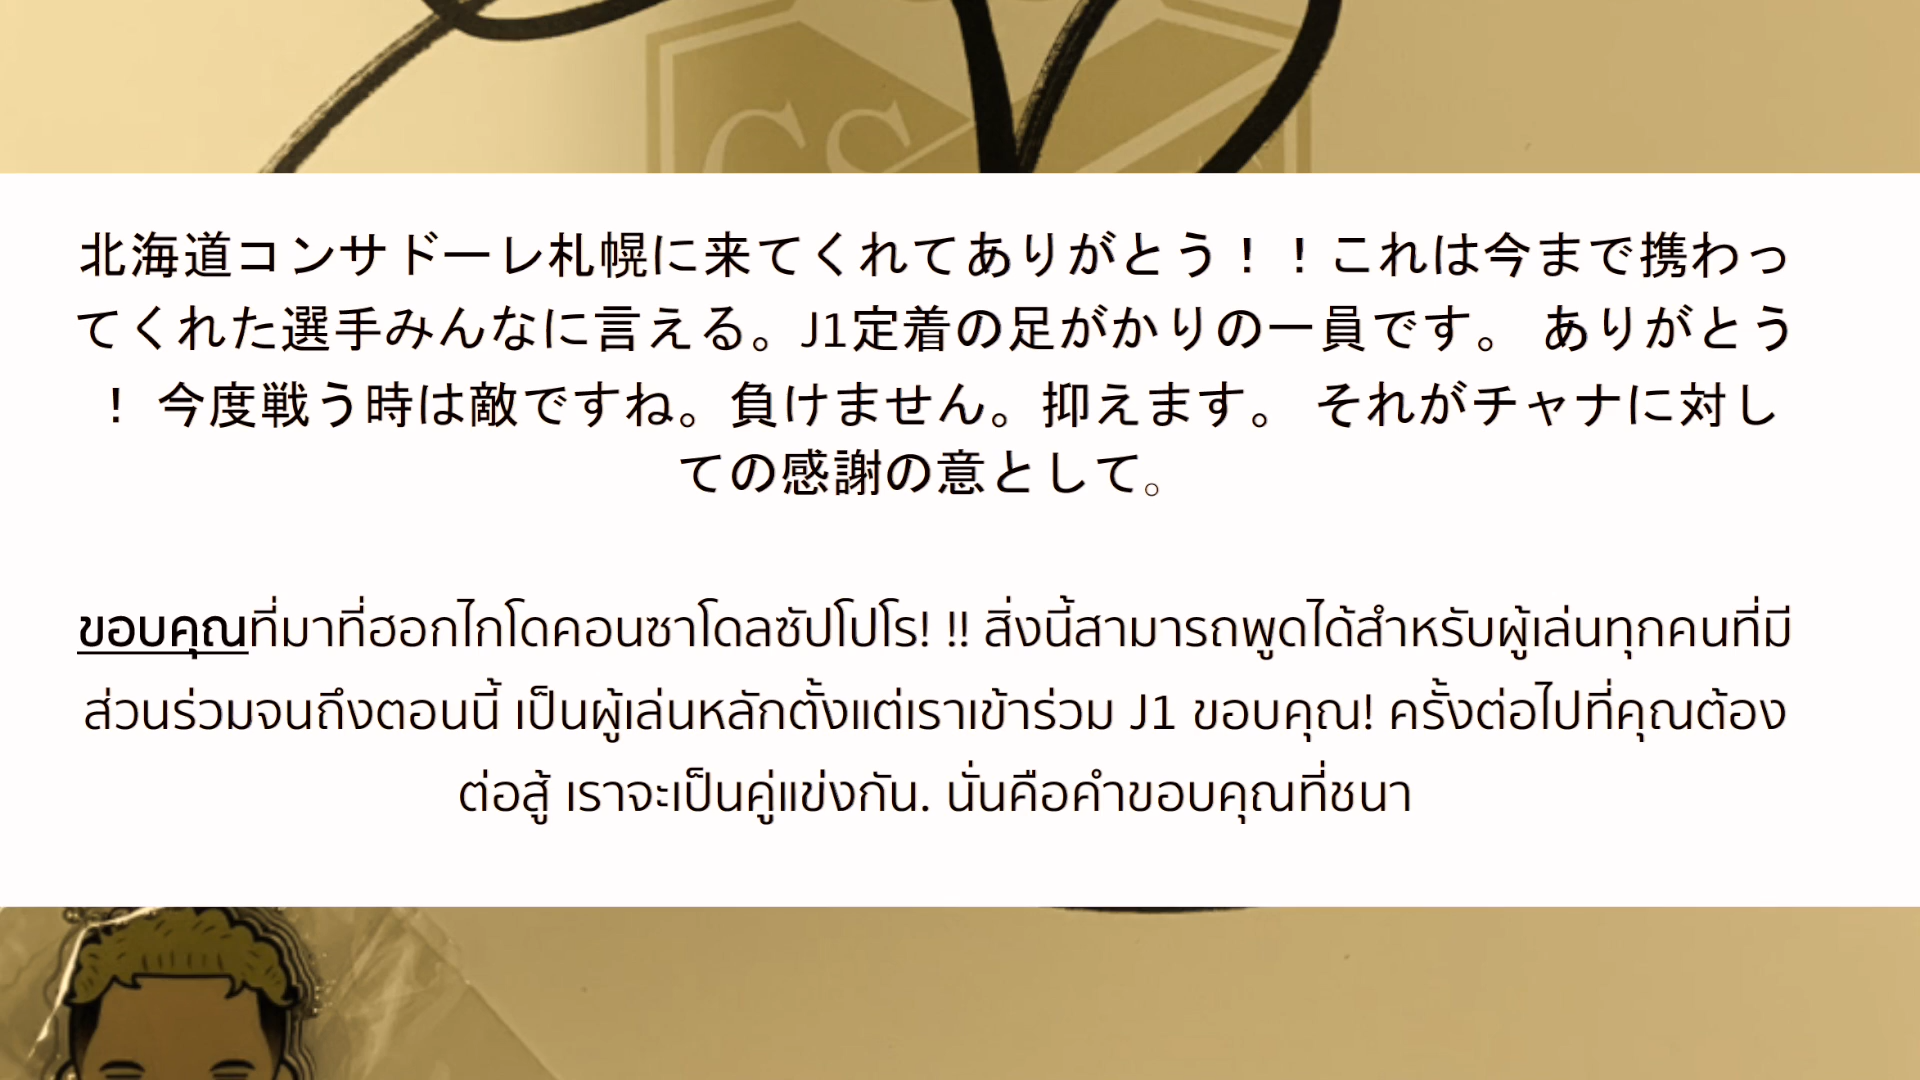 CS
北海道コンサドーレ札幌に来てくれてありがとう！！これは今まで携わっ
てくれた選手みんなに言える。J1定着の足がかりの一員です。 ありがとう
！ 今度戦う時は敵ですね。負けません。抑えます。 それがチャナに対し
ての感謝の意として。
ขอบคุณที่มาที่ฮอกไกโดคอนซาโดลซัปโปโร! !! สิ่งนี้สามารถพูดได้สำหรับผู้เล่นทุกคนที่มี
ส่วนร่วมจนถึงตอนนี้ เป็นผู้เล่นหลักตั้งแต่เราเข้าร่วม J1 ขอบคุณ! ครั้งต่อไปที่คุณต้อง
ต่อสู้ เราจะเป็นคู่แข่งกัน. นั่นคือคำขอบคุณที่ชนา